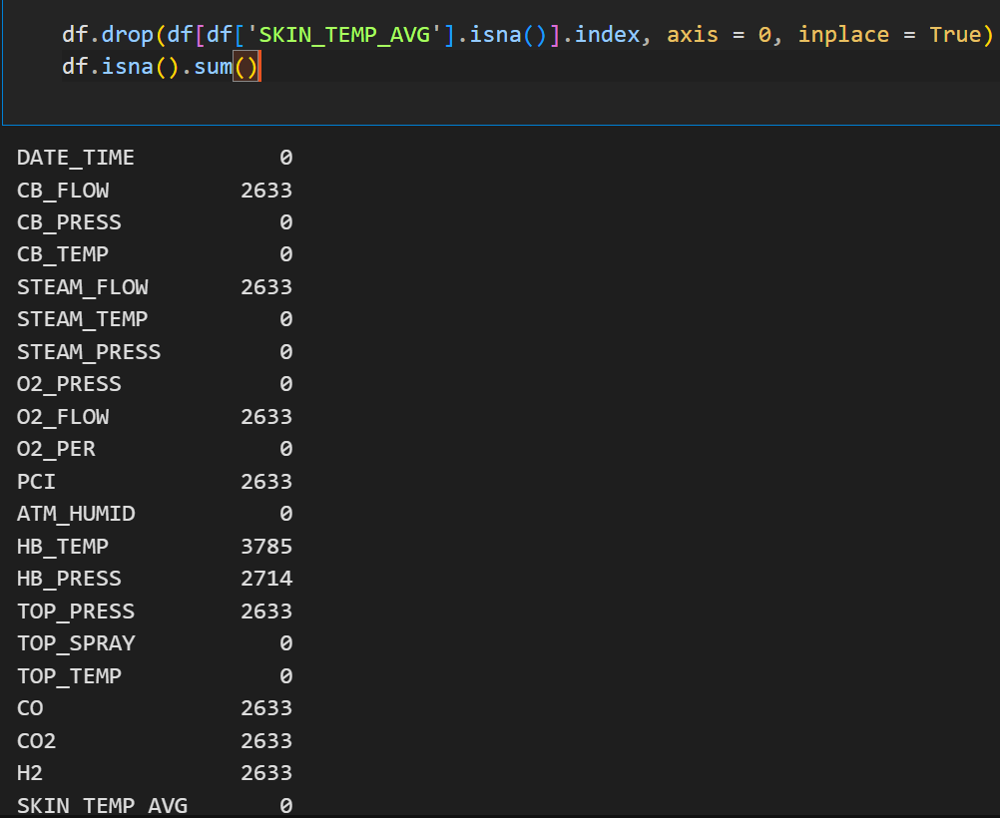 df.drop(df[df['SKIN_TEMP_AVG'].isna()].index, axis = 0, inplace = True)
df.isna().sum()
DATE_TIME 0
CB_FLOW 2633
CB_PRESS 0
CB_TEMP 0
STEAM_FLOW 2633
STEAM_TEMP 0
STEAM_PRESS 0
O2_PRESS 0
O2_FLOW 2633
O2_PER 0
PCI 2633
ATM_HUMID 0
HB_TEMP 3785
HB_PRESS 2714
TOP_PRESS 2633
TOP_SPRAY 0
TOP_TEMP 0
CO 2633
CO2 2633
H2 2633
SKIN_TEMP_AVG 0